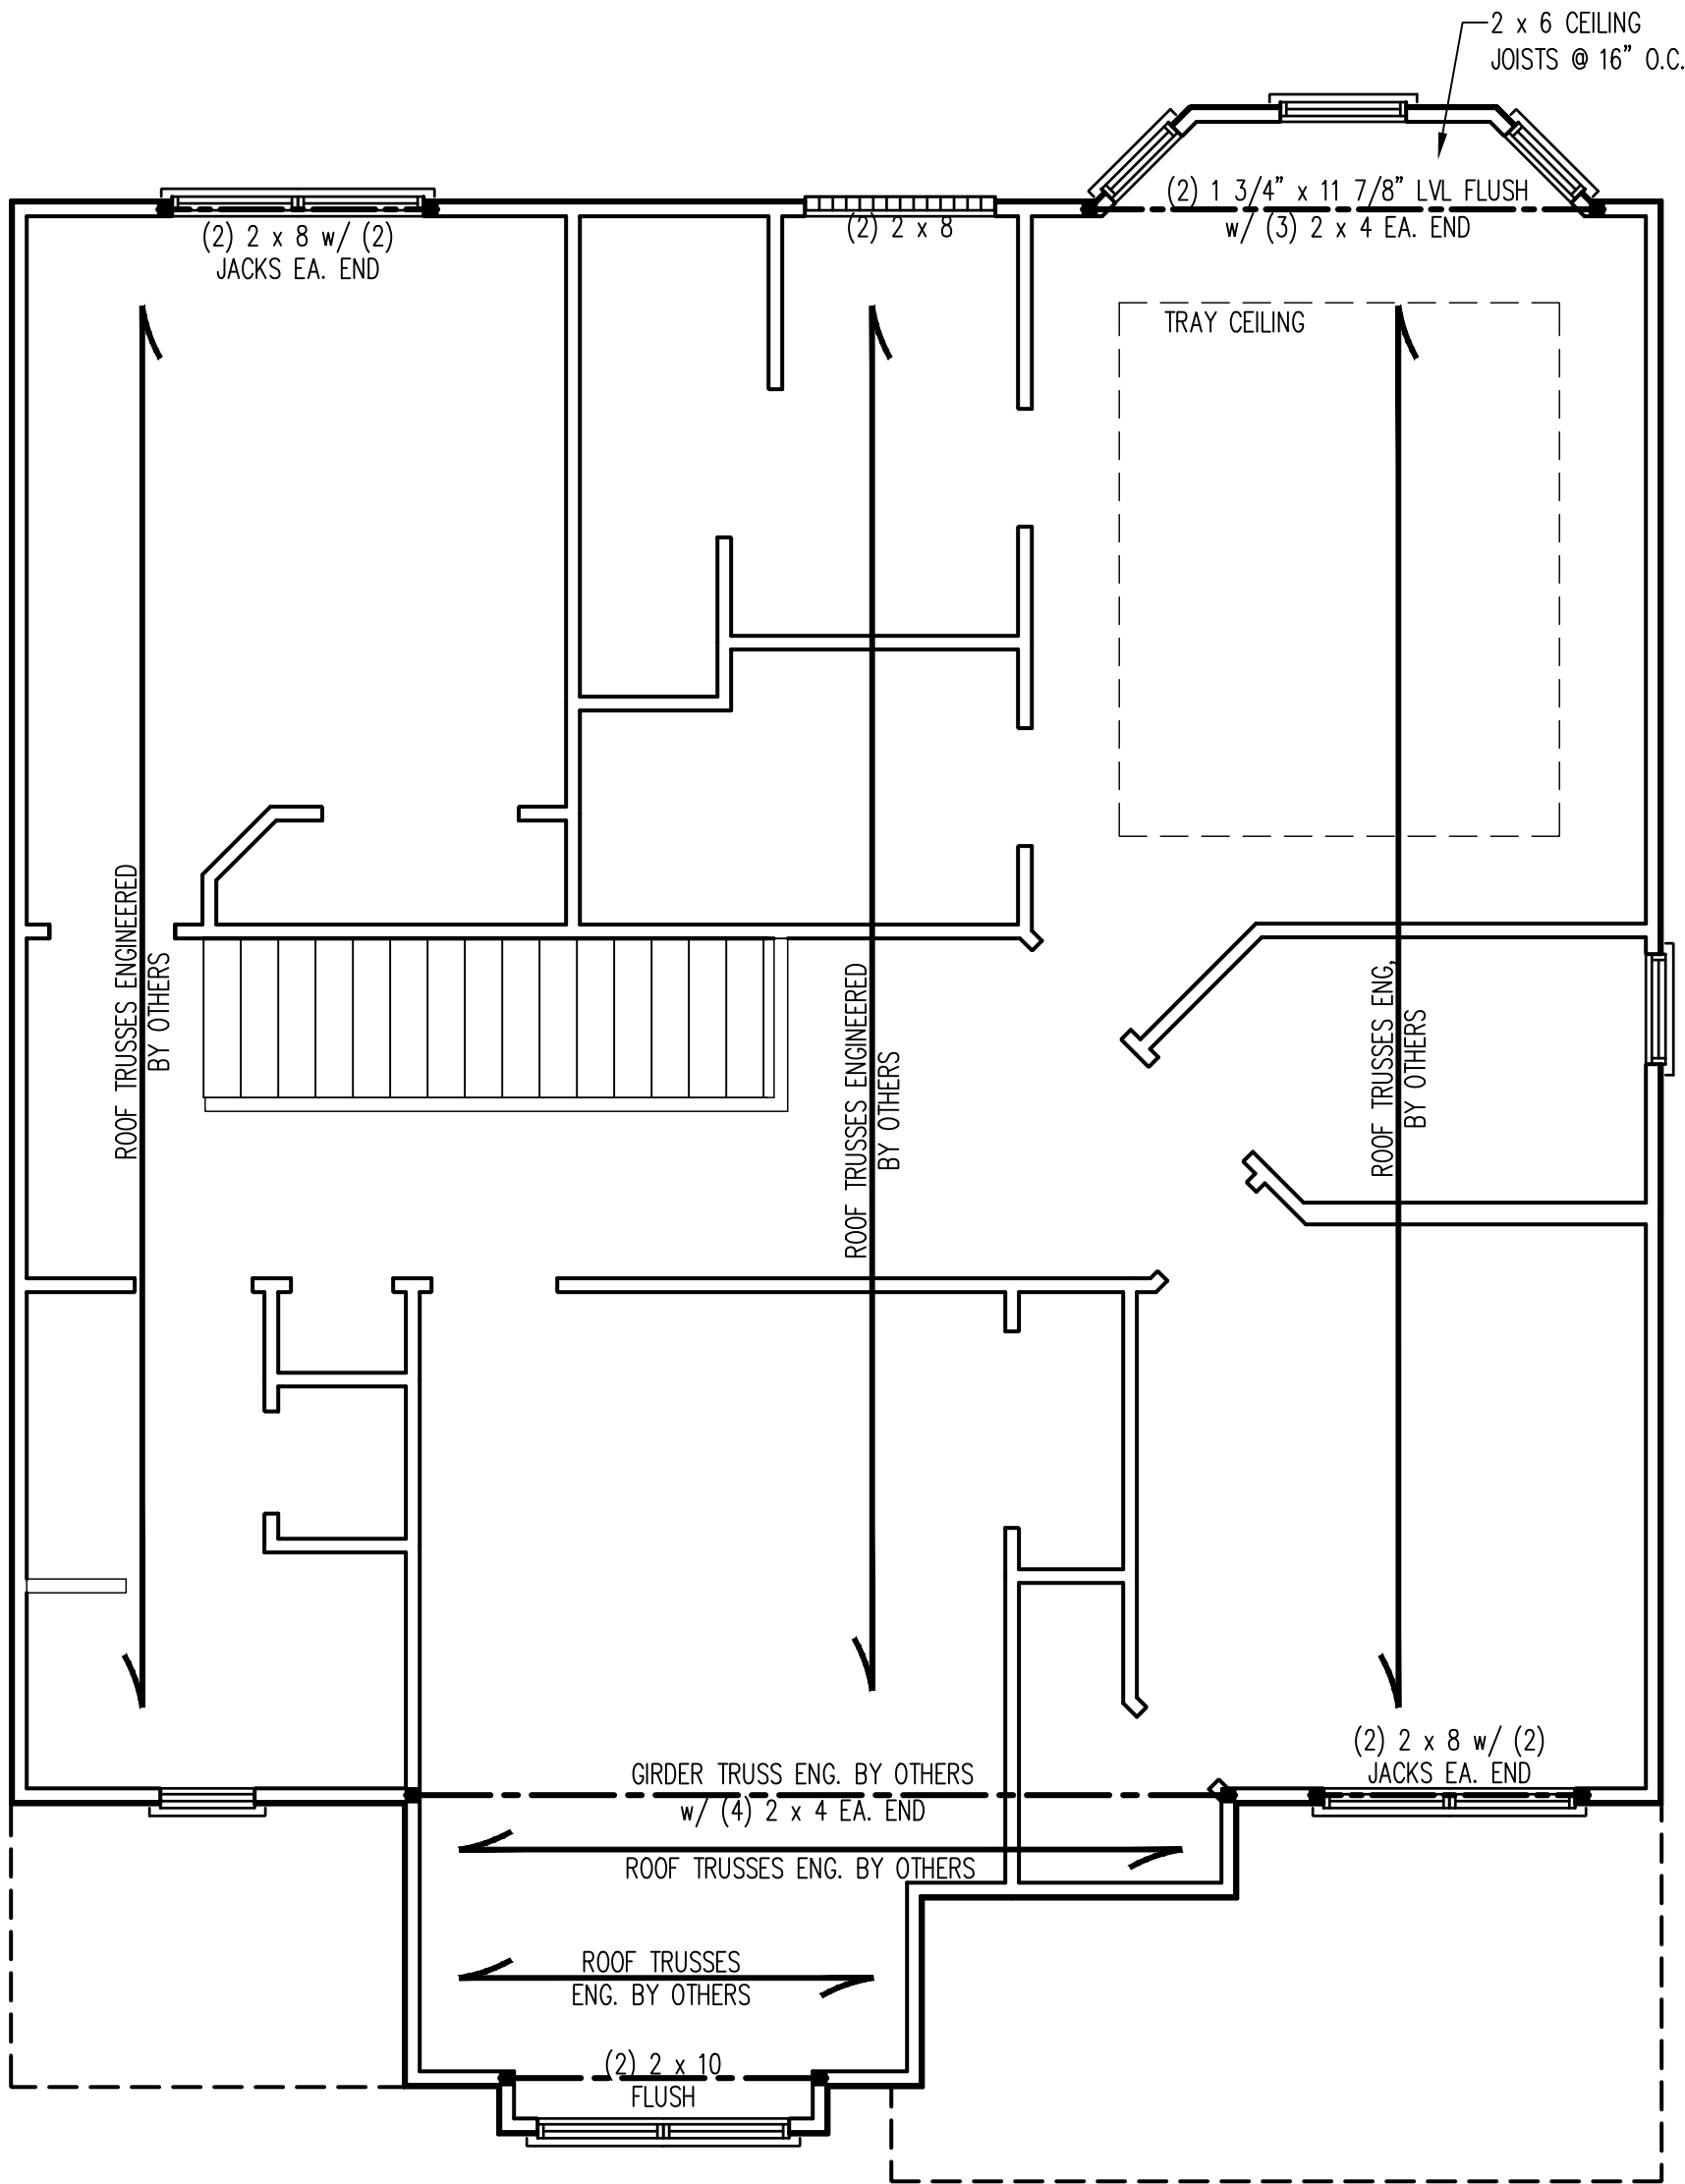 2 x 6 CEILING
JOISTS @ 16" O.C.
(2) 1 3/4" x 11 7/8" LVL FLUSH
w/ (3) 2 x 4 EA. END
(2) 2 x 8 w/ (2)
JACKS EA. END
(2) 2 x 8
TRAY CEILING
ROOF TRUSSES ENGINEERED
BY OTHERS
ROOF TRUSSES ENGINEERED
BY OTHERS
ROOF TRUSSES ENG,
BY OTHERS
(2) 2 x 8 w/ (2)
JACKS EA. END
GIRDER TRUSS ENG. BY OTHERS
w/ (4) 2 x 4 EA. END
ROOF TRUSSES ENG. BY OTHERS
ROOF TRUSSES
ENG. BY OTHERS
(2) 2 x 10
FLUSH